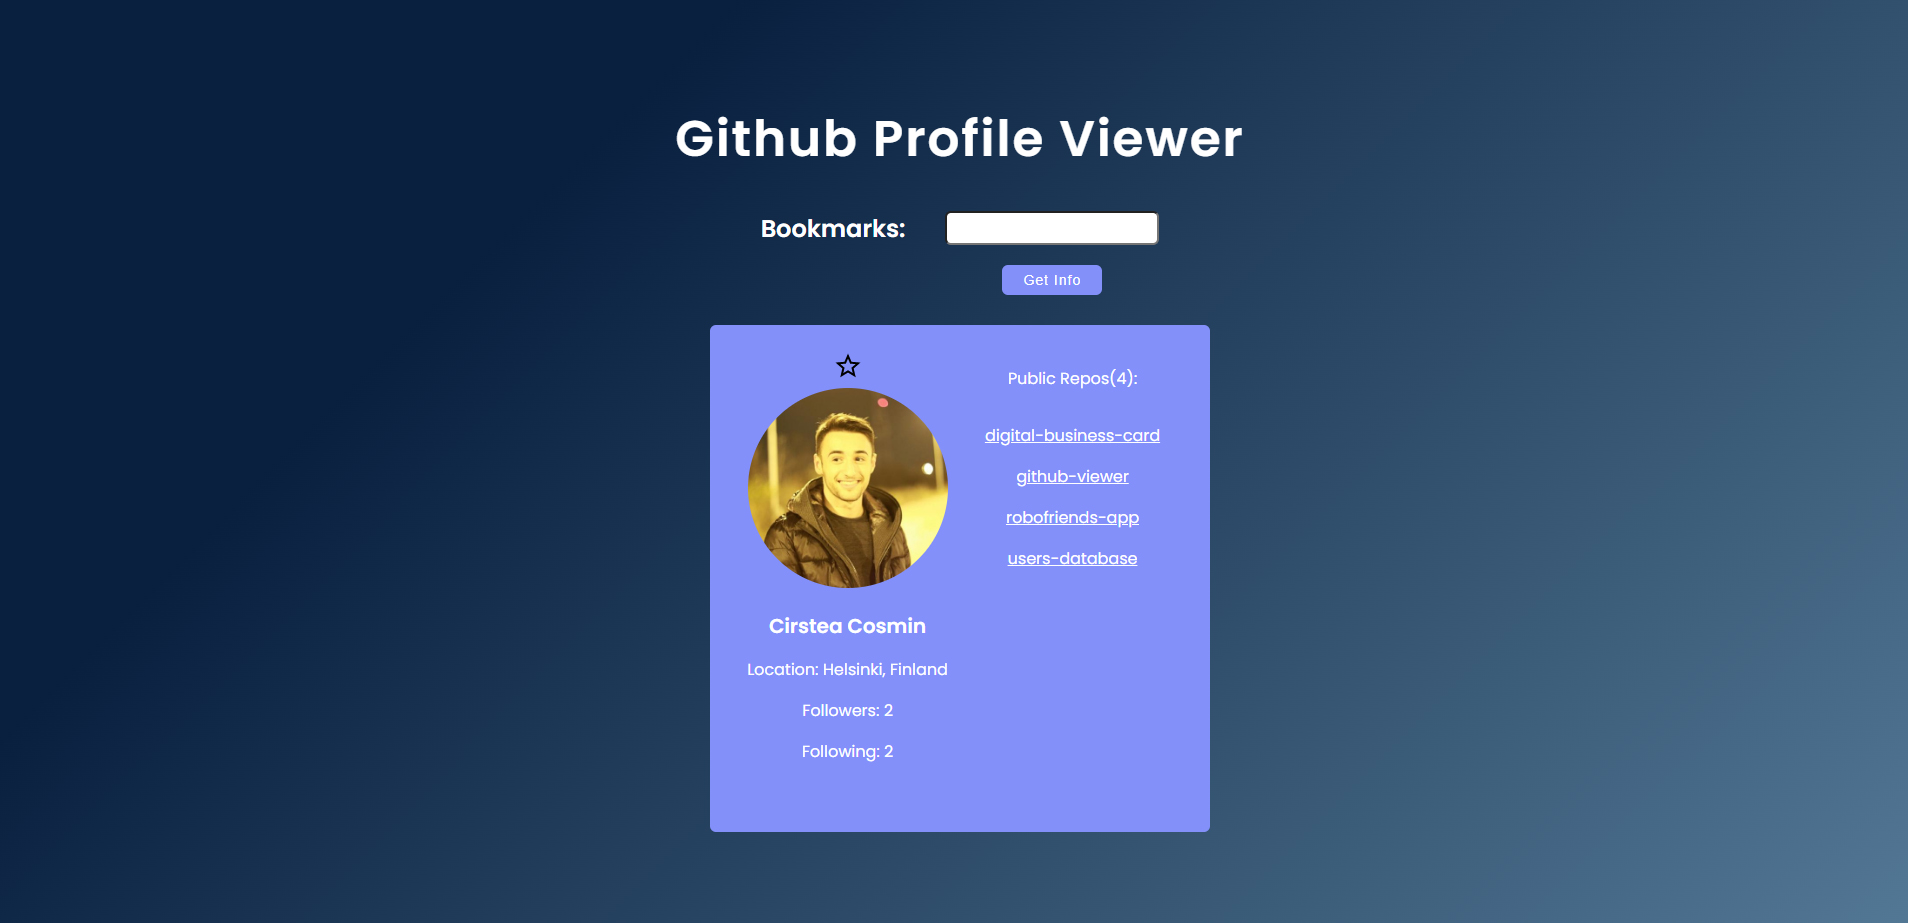 Github Profile Viewer
Bookmarks:
Get Info
Public Repos(4):
digital-business-card
github-viewer
robofriends-app
users-database
Cirstea Cosmin
Location: Helsinki, Finland
Followers: 2
Following: 2